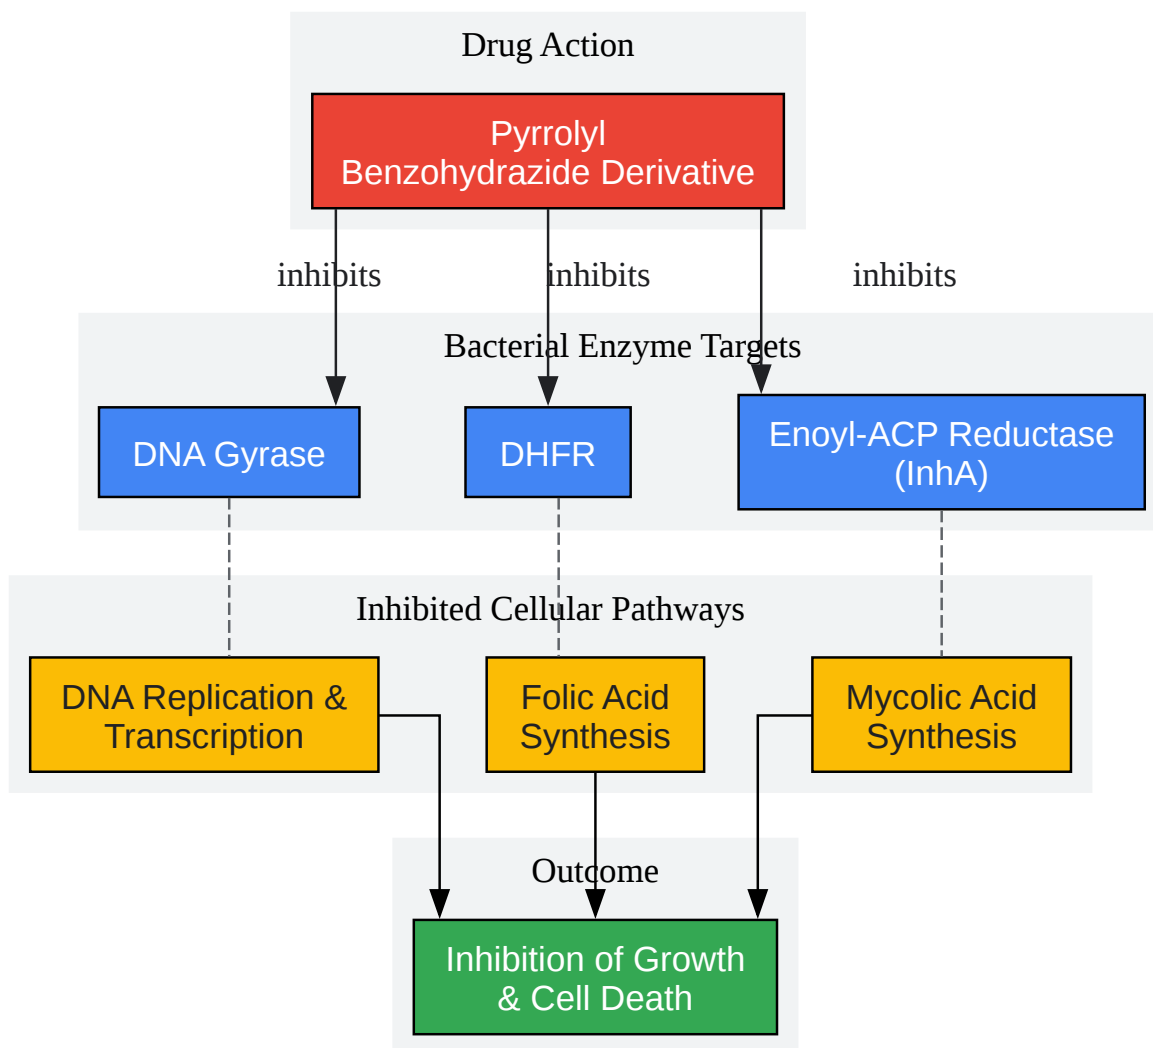 Drug Action
Pyrrolyl
Benzohydrazide Derivative
inhibits
inhibits
inhibits
Bacterial Enzyme Targets
DNA Gyrase
DHFR
Enoyl-ACP Reductase
(InhA)
Inhibited Cellular Pathways
DNA Replication &
Transcription
Folic Acid
Synthesis
Mycolic Acid
Synthesis
Outcome
Inhibition of Growth
& Cell Death